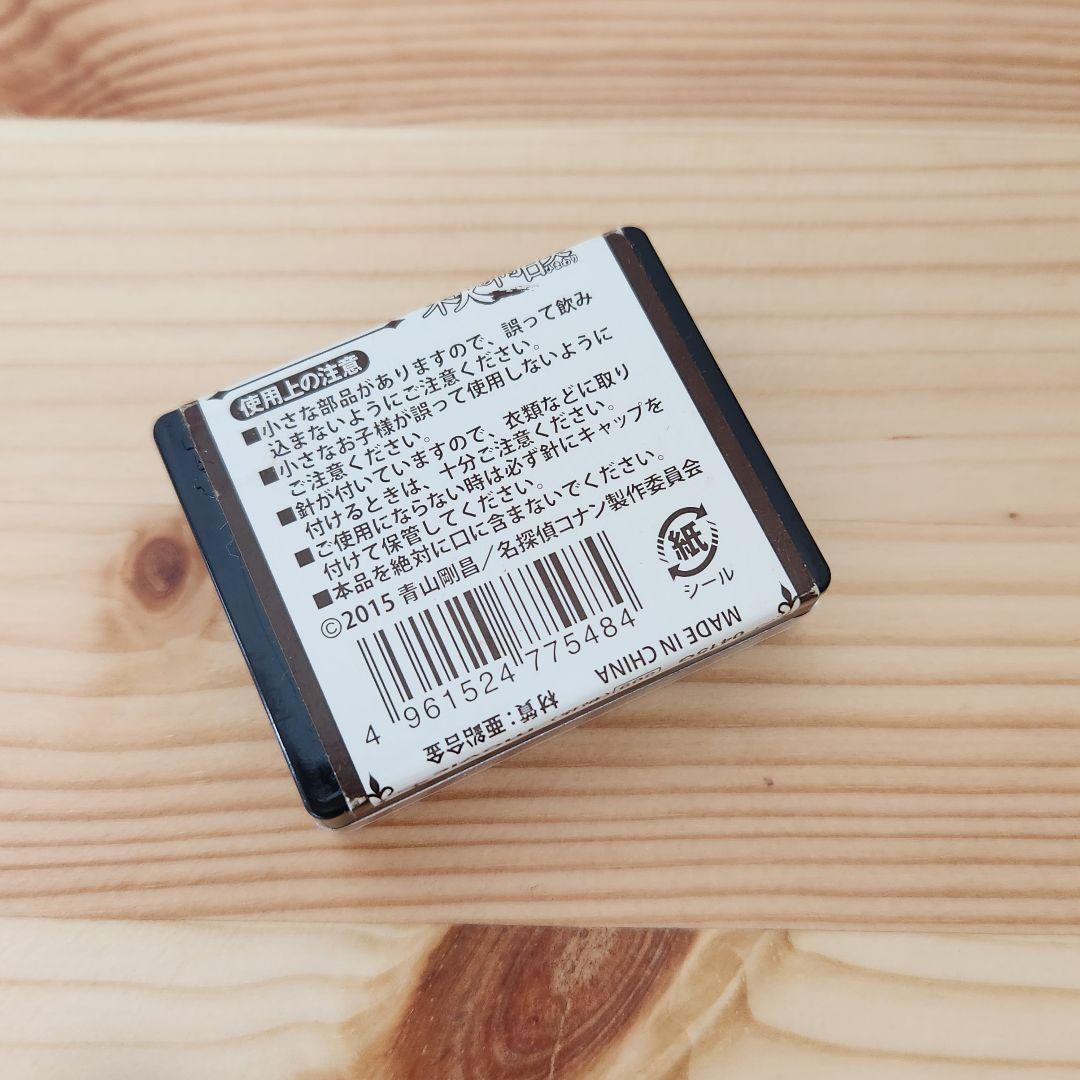 使用上の注意
■小さな部品がありますので、誤って飲み
込まないようにご注意ください。
■小さなお子様が誤って使用しないように
ご注意ください。
■針が付いていますので、衣類などに取り
付けるときは、十分ご注意ください。
■ご使用にならない時は必ず針にキャップを
付けて保管してください。
■本品を絶対に口に含まないでください。
©2015 青山剛昌／名探偵コナン製作委員会
紙
シール
4 961524 775484
MADE IN CHINA
材質：亜鉛合金